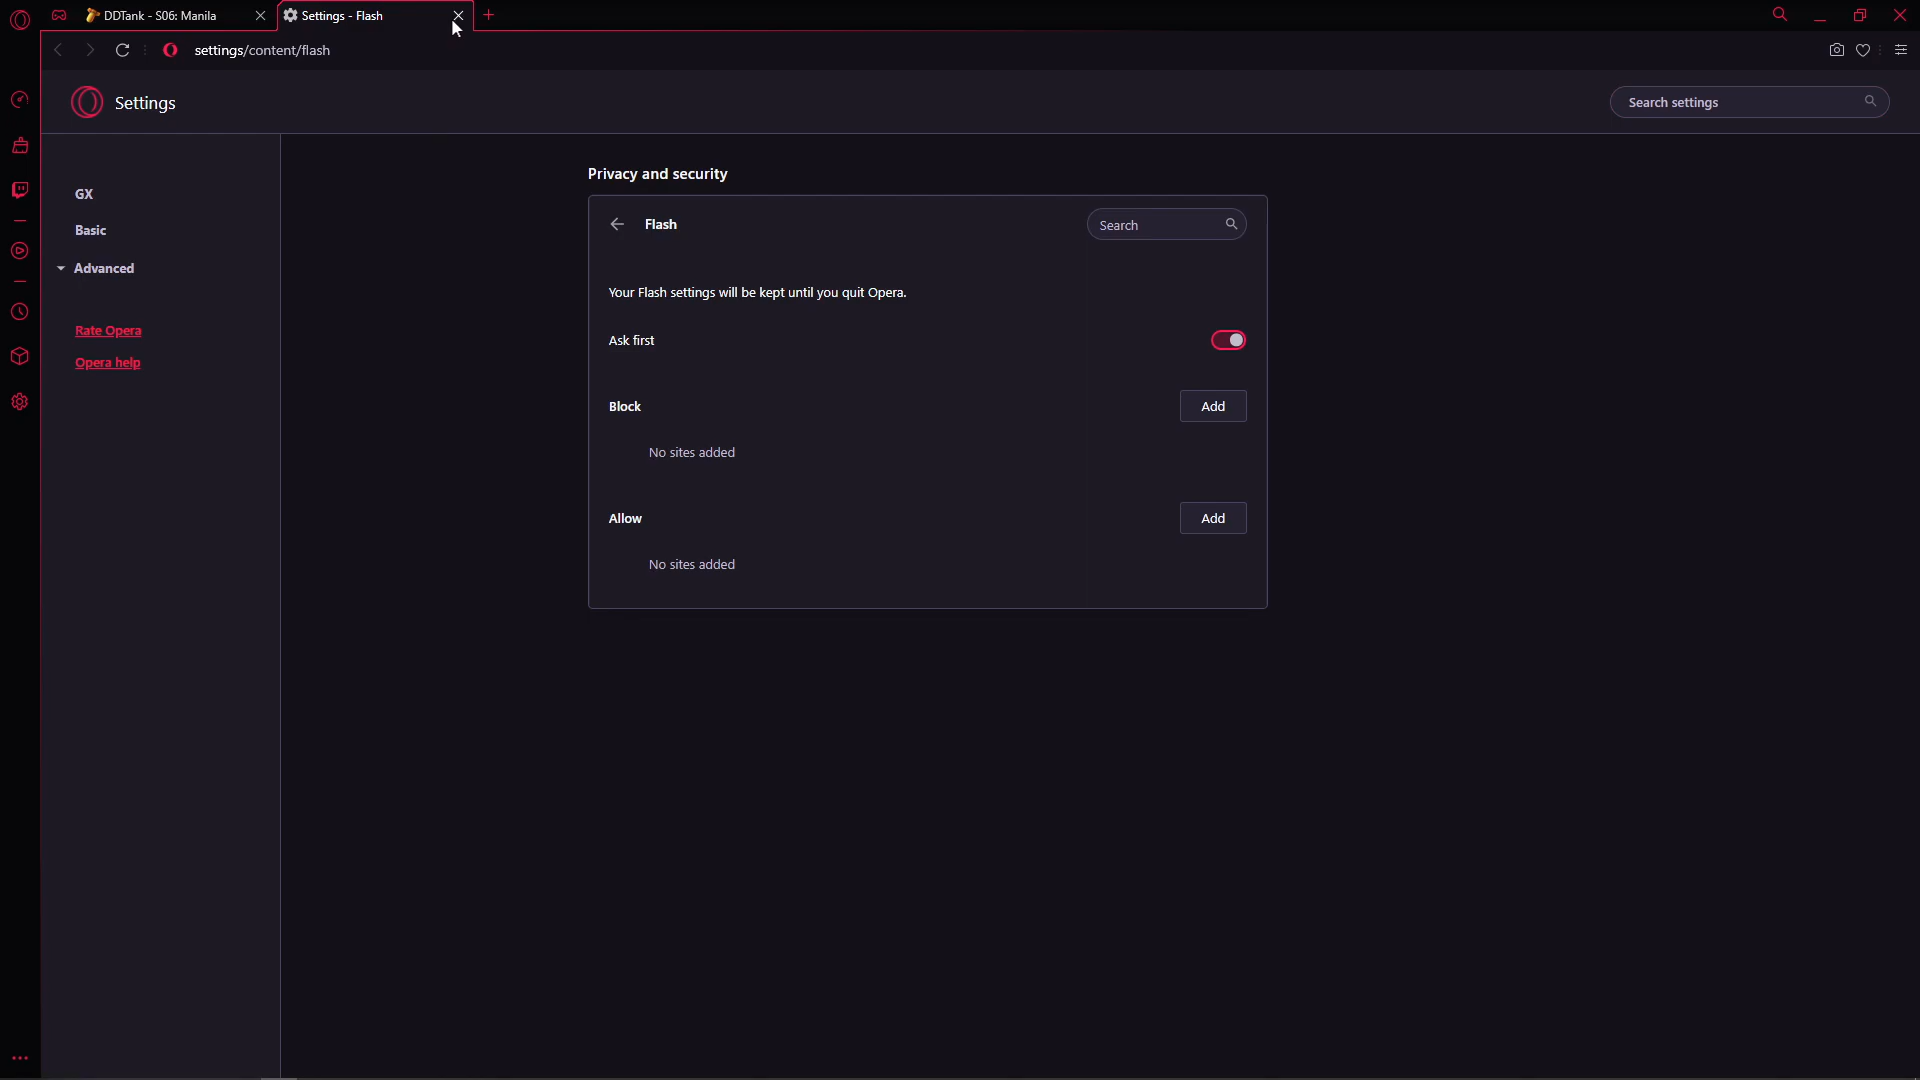 DDTank - S06: Manila
Settings - Flash
settings/content/flash
Settings
Search settings
GX
Basic
Advanced
Rate Opera
Opera help
Privacy and security
Flash
Search
Your Flash settings will be kept until you quit Opera.
Ask first
Block
Add
No sites added
Allow
Add
No sites added